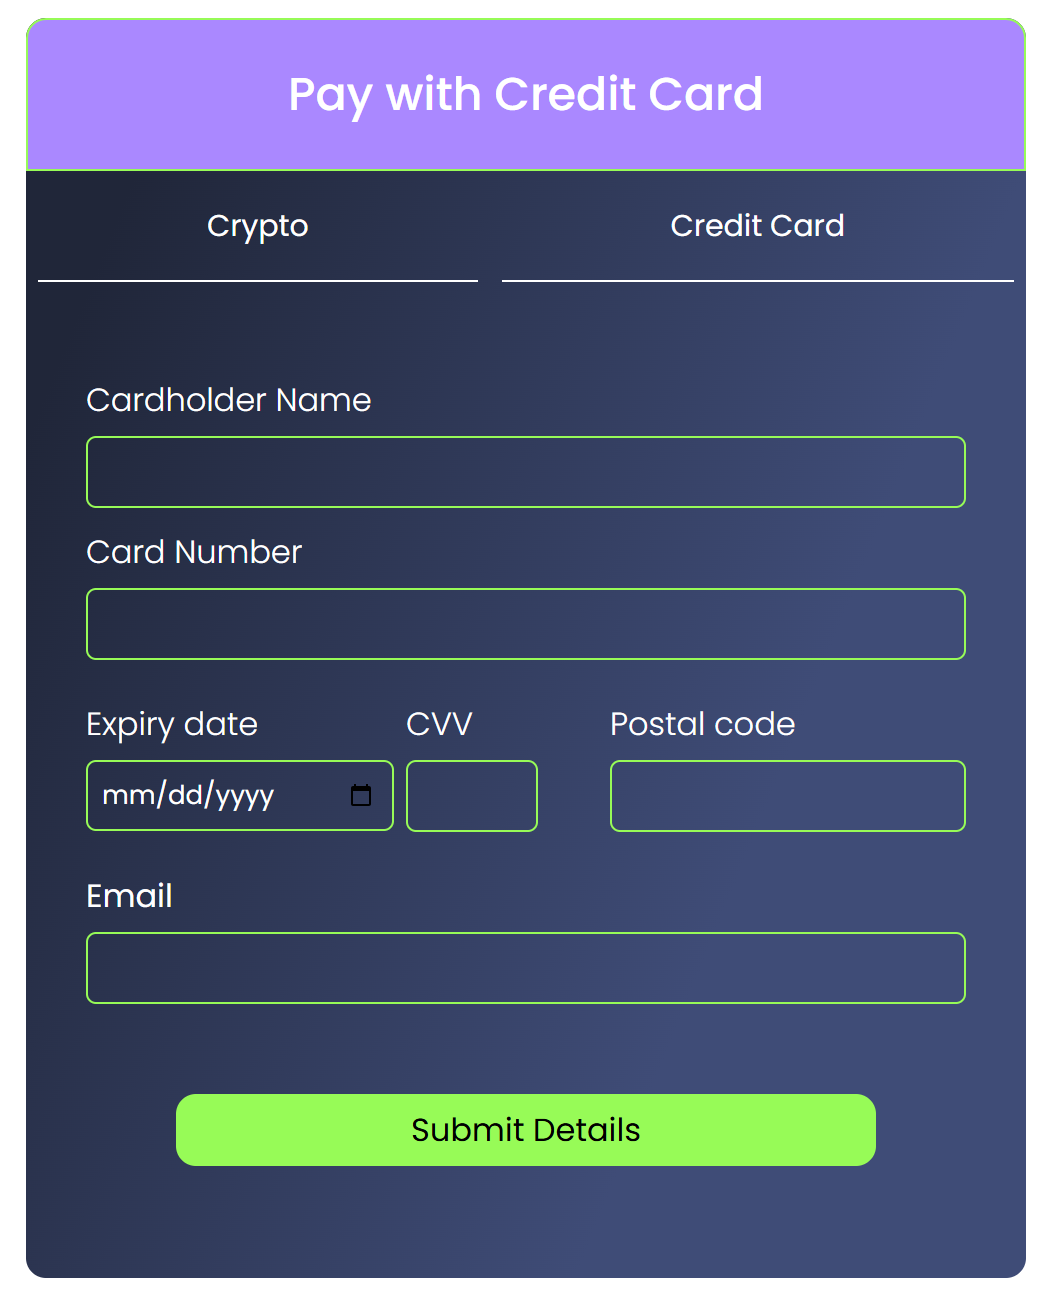 Pay with Credit Card
Crypto Credit Card
Cardholder Name
Card Number
Expiry date CVV Postal code
mm/dd/yyyy
Email
Submit Details